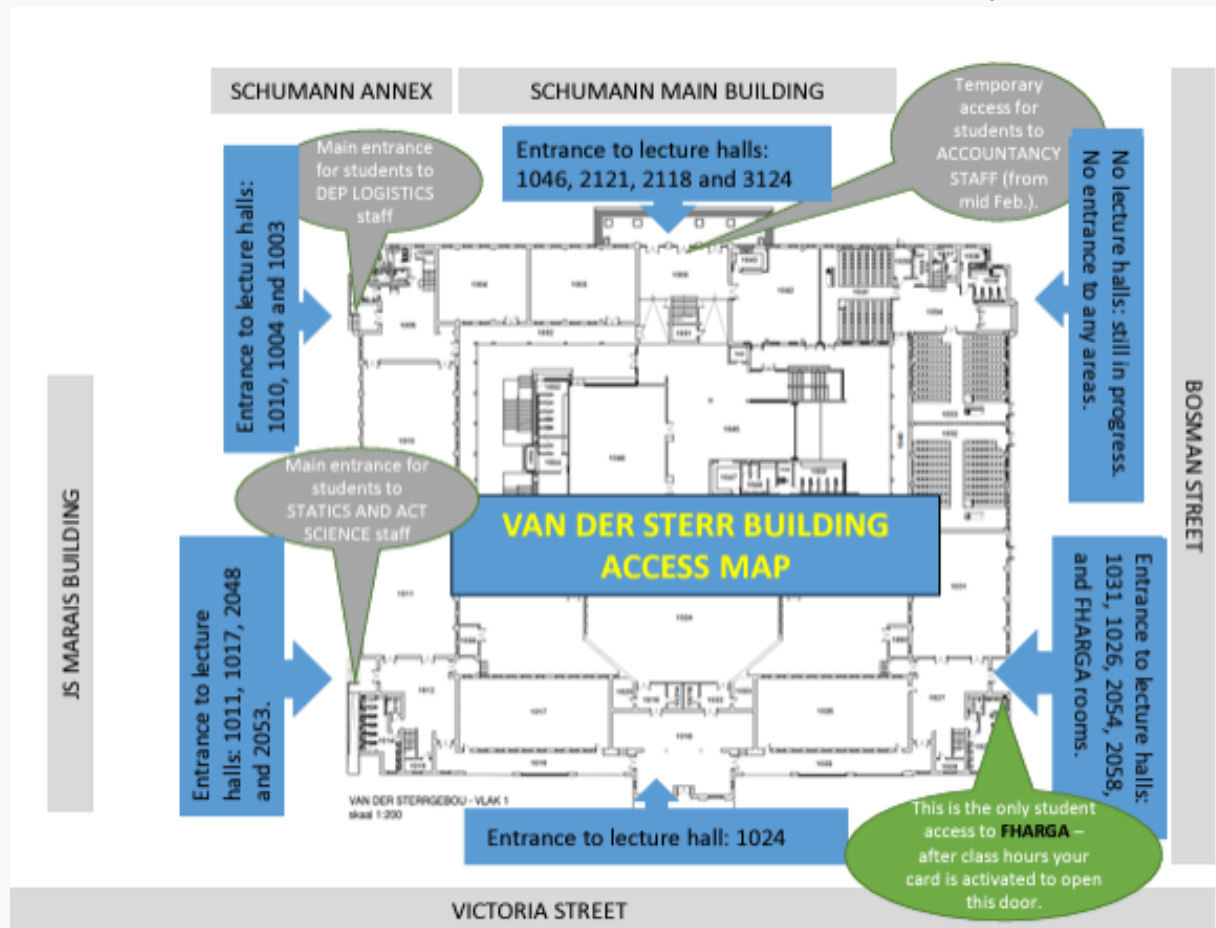 SCHUMANN ANNEX
SCHUMANN MAIN BUILDING
Temporary
access for
students to
ACCOUNTANCY
STAFF (from
mid Feb.).
Main entrance
for students to
DEP LOGISTICS
staff
Entrance to lecture halls:
1046, 2121, 2118 and 3124
Entrance to lecture halls:
1010, 1004 and 1003
No lecture halls: still in progress.
No entrance to any areas.
BOSMAN STREET
JS MARAIS BUILDING
Main entrance for
students to
STATICS AND ACT
SCIENCE staff
VAN DER STERR BUILDING
ACCESS MAP
Entrance to lecture
halls: 1011, 1017, 2048
and 2053.
Entrance to lecture halls:
1031, 1026, 2054, 2058,
and FHARGA rooms.
1011
1012
1017
VAN DER STERRGEBOU - VLAK 1
skaal 1:200
Entrance to lecture hall: 1024
This is the only student
access to FHARGA –
after class hours your
card is activated to open
this door.
VICTORIA STREET